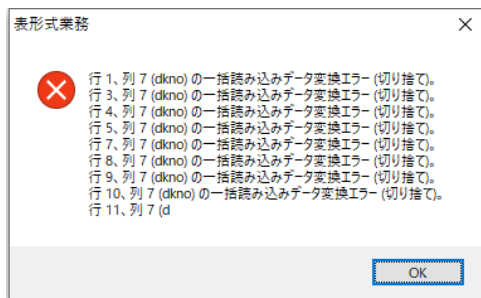 表形式業務
行 1、列 7 (dkno) の一括読み込みデータ変換エラー (切り捨て)。
行 3、列 7 (dkno) の一括読み込みデータ変換エラー (切り捨て)。
行 4、列 7 (dkno) の一括読み込みデータ変換エラー (切り捨て)。
行 5、列 7 (dkno) の一括読み込みデータ変換エラー (切り捨て)。
行 7、列 7 (dkno) の一括読み込みデータ変換エラー (切り捨て)。
行 8、列 7 (dkno) の一括読み込みデータ変換エラー (切り捨て)。
行 9、列 7 (dkno) の一括読み込みデータ変換エラー (切り捨て)。
行 10、列 7 (dkno) の一括読み込みデータ変換エラー (切り捨て)。
行 11、列 7 (d
OK